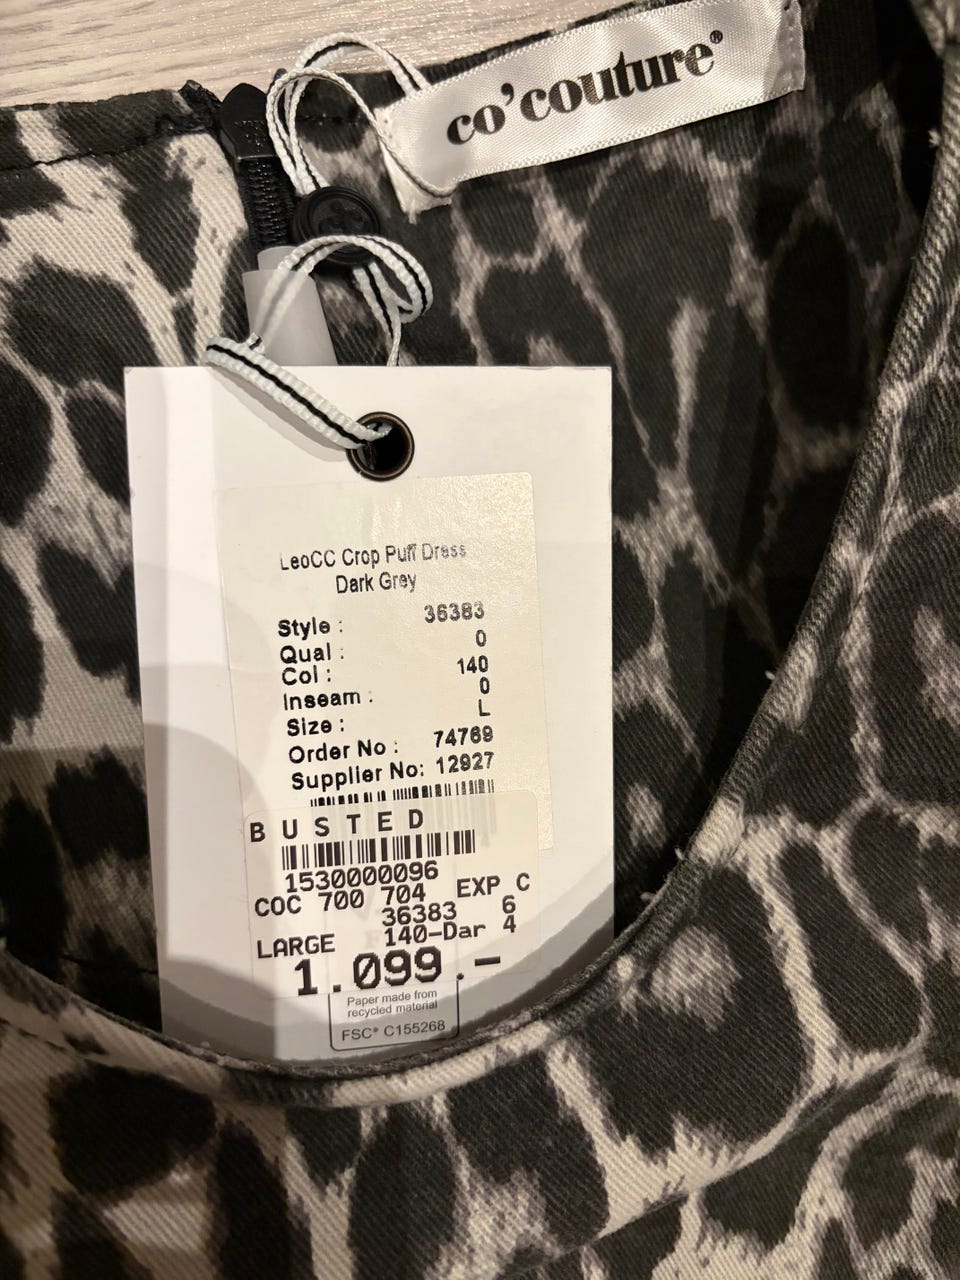 co'couture®
LeoCC Crop Puff Dress
Dark Grey
Style : 36383
Qual : 0
Col : 140
Inseam : 0
Size : L
Order No : 74769
Supplier No: 12927
BUSTED
1530000096
COC 700 704 EXP C
36383 6
LARGE 140-Dar 4
1.099.-
Paper made from
recycled material
FSC® C155268